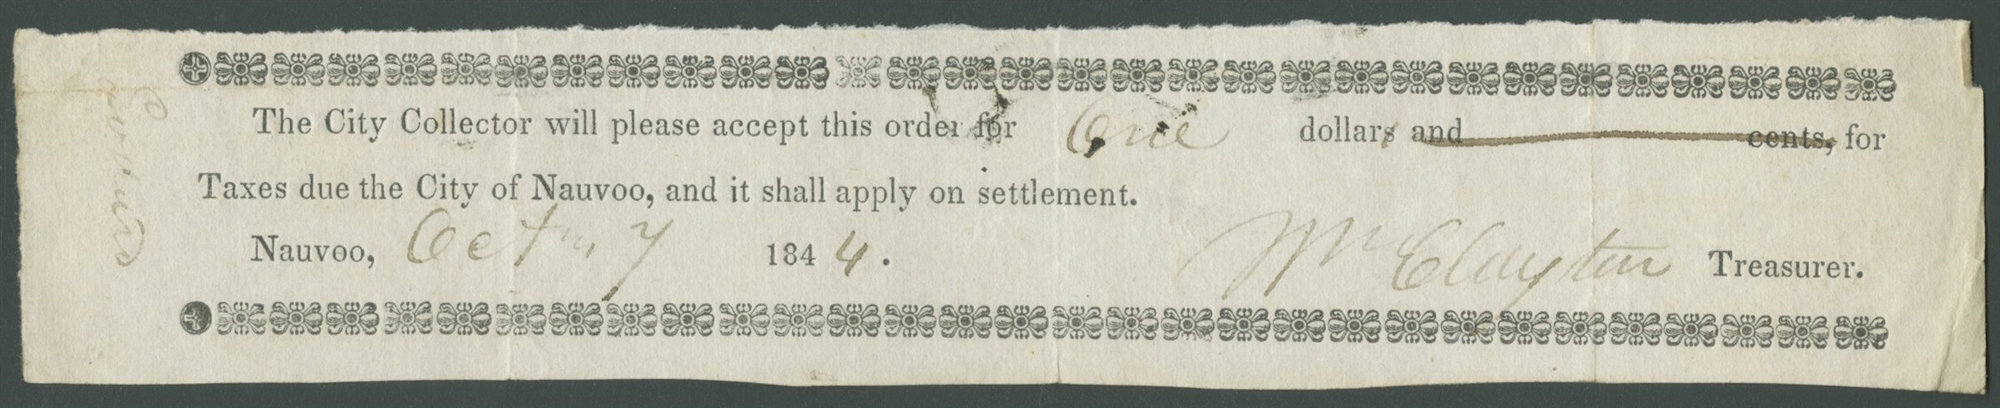 The City Collector will please accept this order for One dollars and cents, for
Taxes due the City of Nauvoo, and it shall apply on settlement.
Nauvoo, Oct 7 1844. Wm Clayton Treasurer.